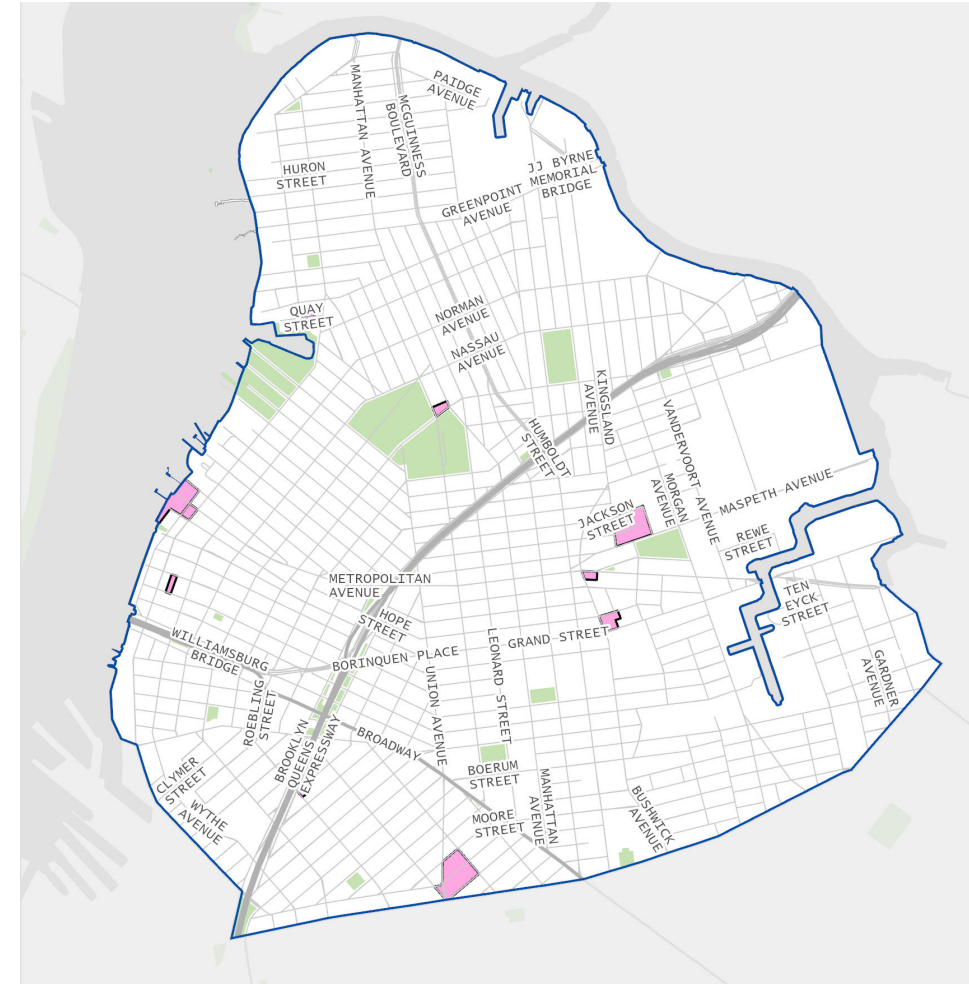 PAIDGE
AVENUE
MANHATTAN AVENUE
MCGUINNESS
BOULEVARD
HURON
STREET
JJ BYRNE
MEMORIAL
BRIDGE
GREENPOINT
AVENUE
QUAY
STREET
NORMAN
AVENUE
NASSAU
AVENUE
KINGSLAND
AVENUE
HUMBOLDT
STREET
VANDERVOORT AVENUE
MORGAN
AVENUE
MASPETH AVENUE
JACKSON
STREET
REWE
STREET
METROPOLITAN
AVENUE
TEN
EYCK
STREET
HOPE
STREET
WILLIAMSBURG
BRIDGE
BORINQUEN PLACE
GRAND STREET
LEONARD STREET
UNION AVENUE
GARDNER
AVENUE
ROEBLING
STREET
BROOKLYN
QUEENS
EXPRESSWAY
BROADWAY
CLYMER
STREET
WYTHE
AVENUE
BOERUM
STREET
MANHATTAN
AVENUE
MOORE
STREET
BUSHWICK
AVENUE